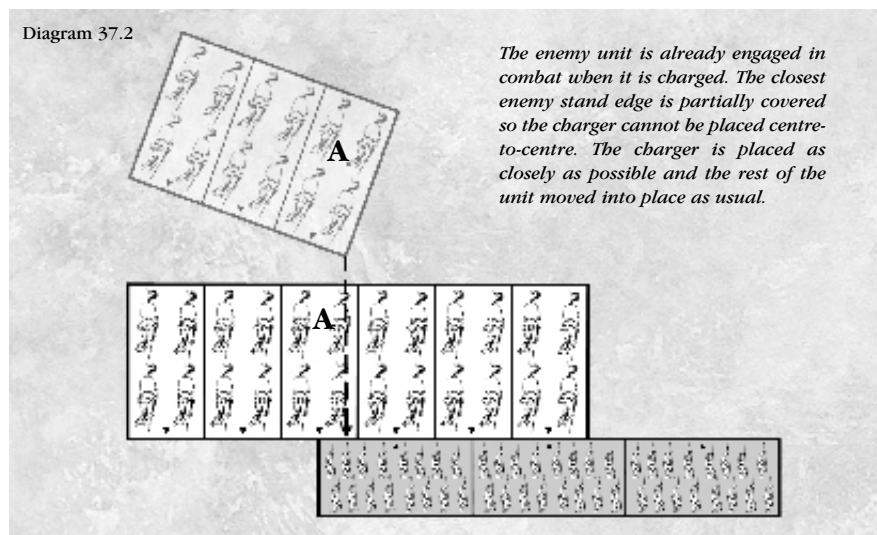 Diagram 37.2
The enemy unit is already engaged in
combat when it is charged. The closest
enemy stand edge is partially covered
so the charger cannot be placed centre-
to-centre. The charger is placed as
closely as possible and the rest of the
unit moved into place as usual.
A
A